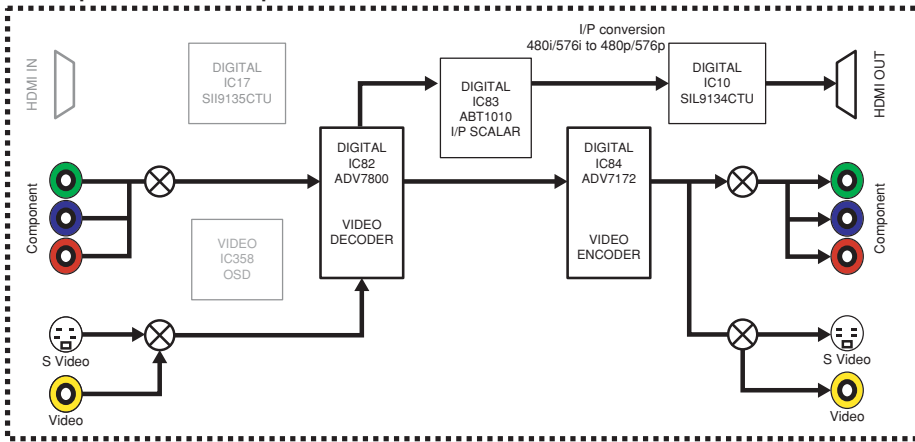 I/P conversion
480i/576i to 480p/576p
HDMI IN
DIGITAL
IC17
SII9135CTU
DIGITAL
IC83
ABT1010
I/P SCALAR
DIGITAL
IC10
SIL9134CTU
HDMI OUT
Component
DIGITAL
IC82
ADV7800
VIDEO
DECODER
DIGITAL
IC84
ADV7172
VIDEO
ENCODER
Component
VIDEO
IC358
OSD
S Video
Video
S Video
Video